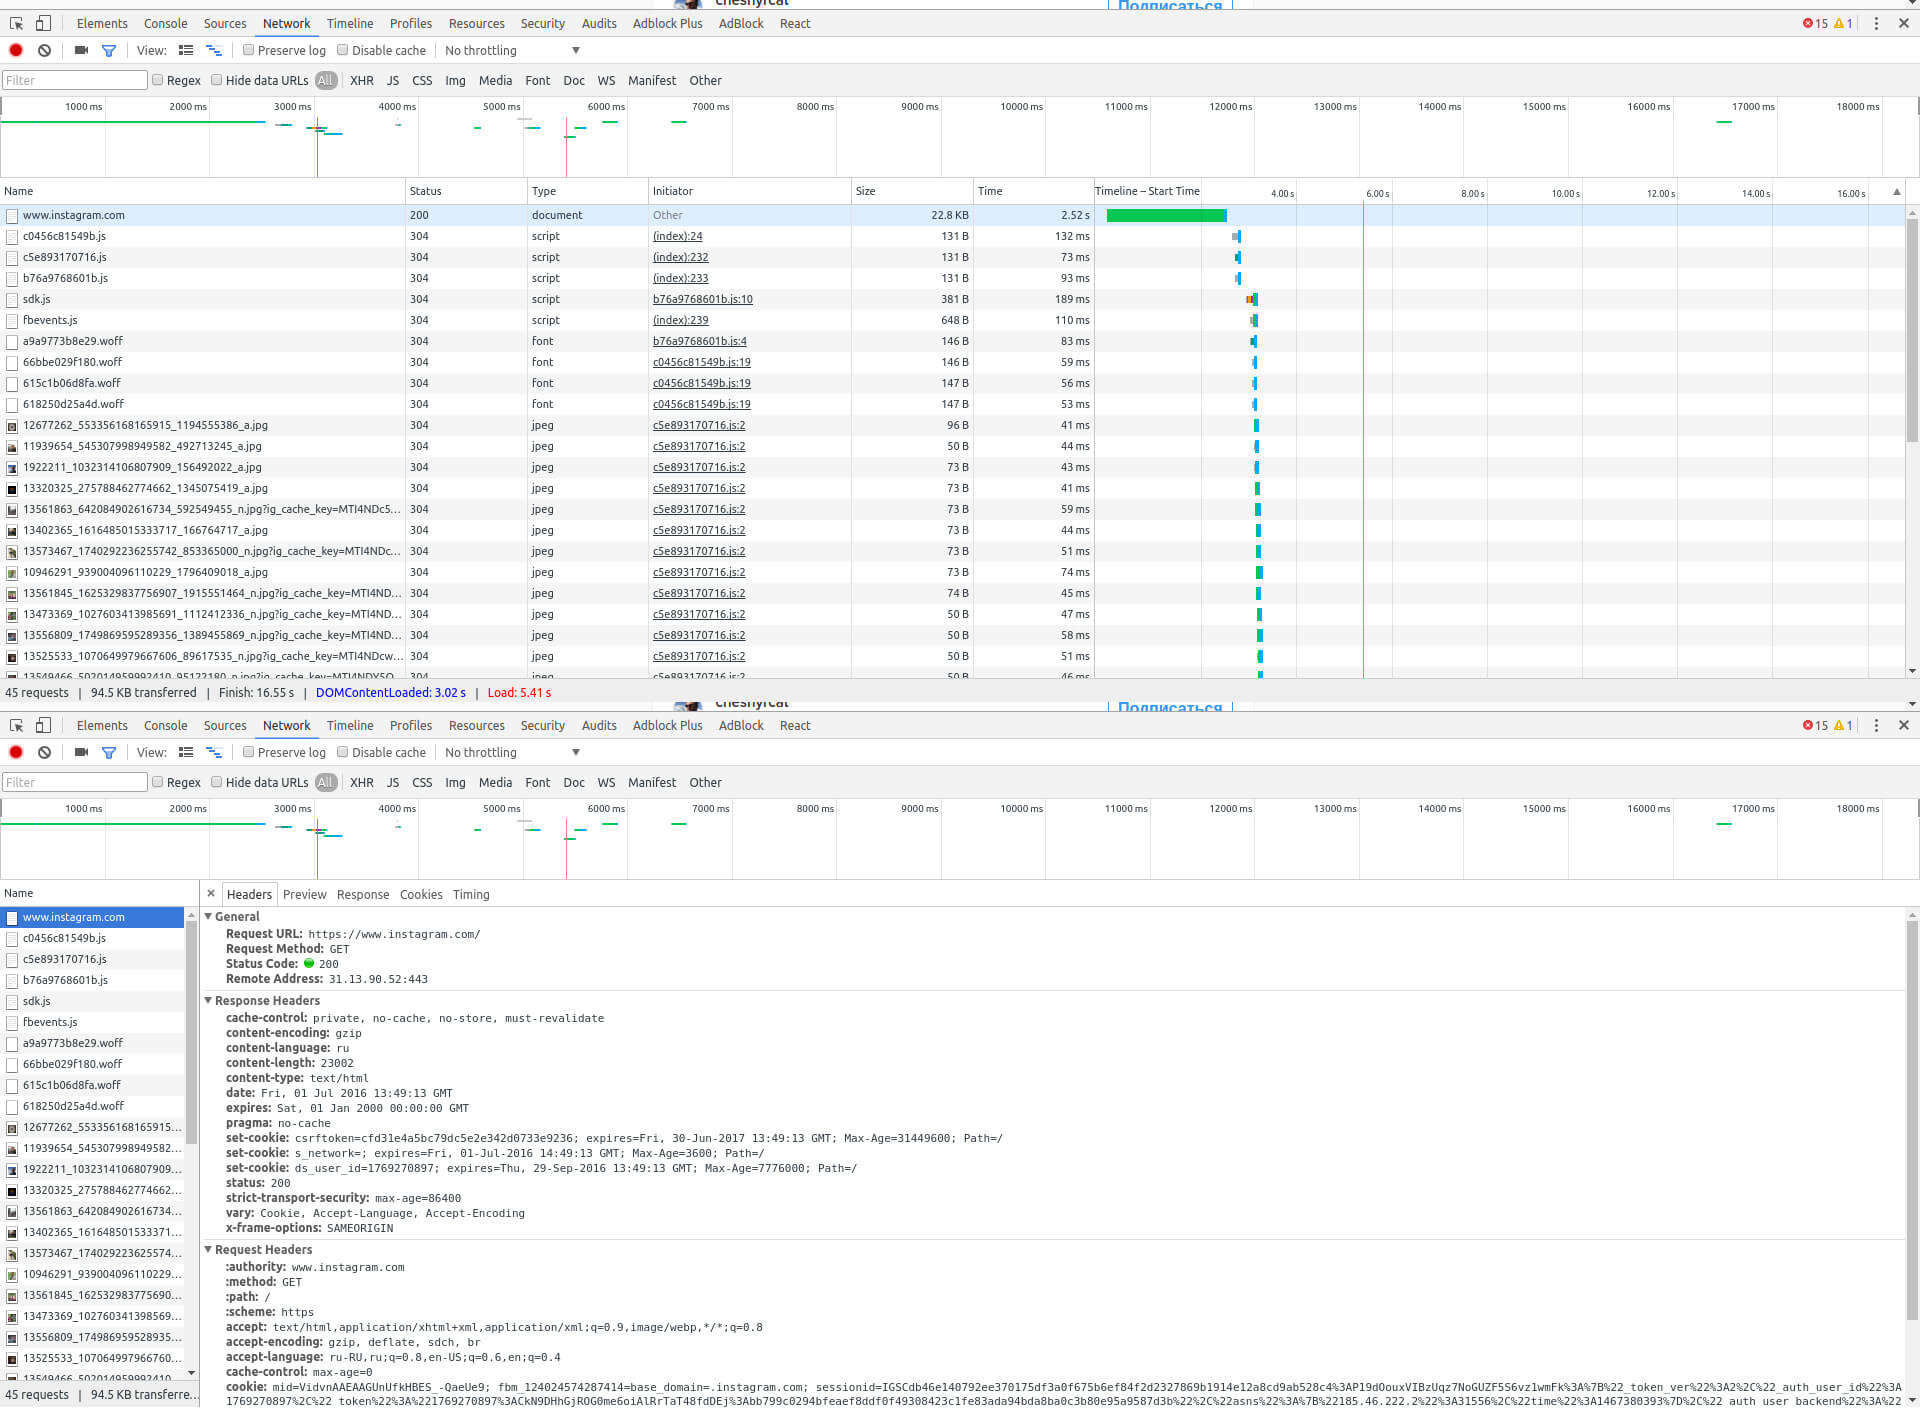 cheshyrcat Подписаться
Elements Console Sources Network Timeline Profiles Resources Security Audits Adblock Plus AdBlock React 15 1
View: Preserve log Disable cache No throttling
Filter Regex Hide data URLs All XHR JS CSS Img Media Font Doc WS Manifest Other
1000 ms 2000 ms 3000 ms 4000 ms 5000 ms 6000 ms 7000 ms 8000 ms 9000 ms 10000 ms 11000 ms 12000 ms 13000 ms 14000 ms 15000 ms 16000 ms 17000 ms 18000 ms
Name Status Type Initiator Size Time Timeline – Start Time 4.00 s 6.00 s 8.00 s 10.00 s 12.00 s 14.00 s 16.00 s
www.instagram.com 200 document Other 22.8 KB 2.52 s
c0456c81549b.js 304 script (index):24 131 B 132 ms
c5e893170716.js 304 script (index):232 131 B 73 ms
b76a9768601b.js 304 script (index):233 131 B 93 ms
sdk.js 304 script b76a9768601b.js:10 381 B 189 ms
fbevents.js 304 script (index):239 648 B 110 ms
a9a9773b8e29.woff 304 font b76a9768601b.js:4 146 B 83 ms
66bbe029f180.woff 304 font c0456c81549b.js:19 146 B 59 ms
615c1b06d8fa.woff 304 font c0456c81549b.js:19 147 B 56 ms
618250d25a4d.woff 304 font c0456c81549b.js:19 147 B 53 ms
12677262_553356168165915_1194555386_a.jpg 304 jpeg c5e893170716.js:2 96 B 41 ms
11939654_545307998949582_492713245_a.jpg 304 jpeg c5e893170716.js:2 50 B 44 ms
1922211_1032314106807909_156492022_a.jpg 304 jpeg c5e893170716.js:2 73 B 43 ms
13320325_275788462774662_1345075419_a.jpg 304 jpeg c5e893170716.js:2 73 B 41 ms
13561863_642084902616734_592549455_n.jpg?ig_cache_key=MTI4NDc5... 304 jpeg c5e893170716.js:2 73 B 59 ms
13402365_1616485015333717_166764717_a.jpg 304 jpeg c5e893170716.js:2 73 B 44 ms
13573467_1740292236255742_853365000_n.jpg?ig_cache_key=MTI4NDc... 304 jpeg c5e893170716.js:2 73 B 51 ms
10946291_939004096110229_1796409018_a.jpg 304 jpeg c5e893170716.js:2 73 B 74 ms
13561845_1625329837756907_1915551464_n.jpg?ig_cache_key=MTI4ND... 304 jpeg c5e893170716.js:2 74 B 45 ms
13473369_1027603413985691_1112412336_n.jpg?ig_cache_key=MTI4ND... 304 jpeg c5e893170716.js:2 50 B 47 ms
13556809_1749869595289356_1389455869_n.jpg?ig_cache_key=MTI4ND... 304 jpeg c5e893170716.js:2 50 B 58 ms
13525533_1070649979667606_89617535_n.jpg?ig_cache_key=MTI4NDcw... 304 jpeg c5e893170716.js:2 50 B 51 ms
13549466_502014959992410_95122180_n.jpg?ig_cache_key=MTI4NDY5O... 304 jpeg c5e893170716.js:2 50 B 46 ms
45 requests | 94.5 KB transferred | Finish: 16.55 s | DOMContentLoaded: 3.02 s | Load: 5.41 s
cheshyrcat Подписаться
Elements Console Sources Network Timeline Profiles Resources Security Audits Adblock Plus AdBlock React 15 1
View: Preserve log Disable cache No throttling
Filter Regex Hide data URLs All XHR JS CSS Img Media Font Doc WS Manifest Other
1000 ms 2000 ms 3000 ms 4000 ms 5000 ms 6000 ms 7000 ms 8000 ms 9000 ms 10000 ms 11000 ms 12000 ms 13000 ms 14000 ms 15000 ms 16000 ms 17000 ms 18000 ms
Name
www.instagram.com
c0456c81549b.js
c5e893170716.js
b76a9768601b.js
sdk.js
fbevents.js
a9a9773b8e29.woff
66bbe029f180.woff
615c1b06d8fa.woff
618250d25a4d.woff
12677262_553356168165915...
11939654_545307998949582...
1922211_1032314106807909...
13320325_275788462774662...
13561863_642084902616734...
13402365_161648501533371...
13573467_174029223625574...
10946291_939004096110229...
13561845_162532983775690...
13473369_102760341398569...
13556809_174986959528935...
13525533_107064997966760...
13549466_502014959992410...
45 requests | 94.5 KB transferre...
× Headers Preview Response Cookies Timing
General
Request URL: https://www.instagram.com/
Request Method: GET
Status Code: 200
Remote Address: 31.13.90.52:443
Response Headers
cache-control: private, no-cache, no-store, must-revalidate
content-encoding: gzip
content-language: ru
content-length: 23002
content-type: text/html
date: Fri, 01 Jul 2016 13:49:13 GMT
expires: Sat, 01 Jan 2000 00:00:00 GMT
pragma: no-cache
set-cookie: csrftoken=cfd31e4a5bc79dc5e2e342d0733e9236; expires=Fri, 30-Jun-2017 13:49:13 GMT; Max-Age=31449600; Path=/
set-cookie: s_network=; expires=Fri, 01-Jul-2016 14:49:13 GMT; Max-Age=3600; Path=/
set-cookie: ds_user_id=1769270897; expires=Thu, 29-Sep-2016 13:49:13 GMT; Max-Age=7776000; Path=/
status: 200
strict-transport-security: max-age=86400
vary: Cookie, Accept-Language, Accept-Encoding
x-frame-options: SAMEORIGIN
Request Headers
:authority: www.instagram.com
:method: GET
:path: /
:scheme: https
accept: text/html,application/xhtml+xml,application/xml;q=0.9,image/webp,*/*;q=0.8
accept-encoding: gzip, deflate, sdch, br
accept-language: ru-RU,ru;q=0.8,en-US;q=0.6,en;q=0.4
cache-control: max-age=0
cookie: mid=VidvnAAEAAGUnUfkHBES_-QaeUe9; fbm_124024574287414=base_domain=.instagram.com; sessionid=IGSCdb46e140792ee370175df3a0f675b6ef84f2d2327869b1914e12a8cd9ab528c4%3AP19dOouxVIBzUqz7NoGUZF5S6vz1wmFk%3A%7B%22_token_ver%22%3A2%2C%22_auth_user_id%22%3A
1769270897%2C%22_token%22%3A%221769270897%3ACkN9DHhGjROG0me6oiAlRrTaT48fdDEj%3Abb799c0294bfeaef8ddf0f49308423c1fe83ada94bda8ba0c3b80e95a9587d3b%22%2C%22asns%22%3A%7B%22185.46.222.2%22%3A31556%2C%22time%22%3A1467380393%7D%2C%22_auth_user_backend%22%3A%22